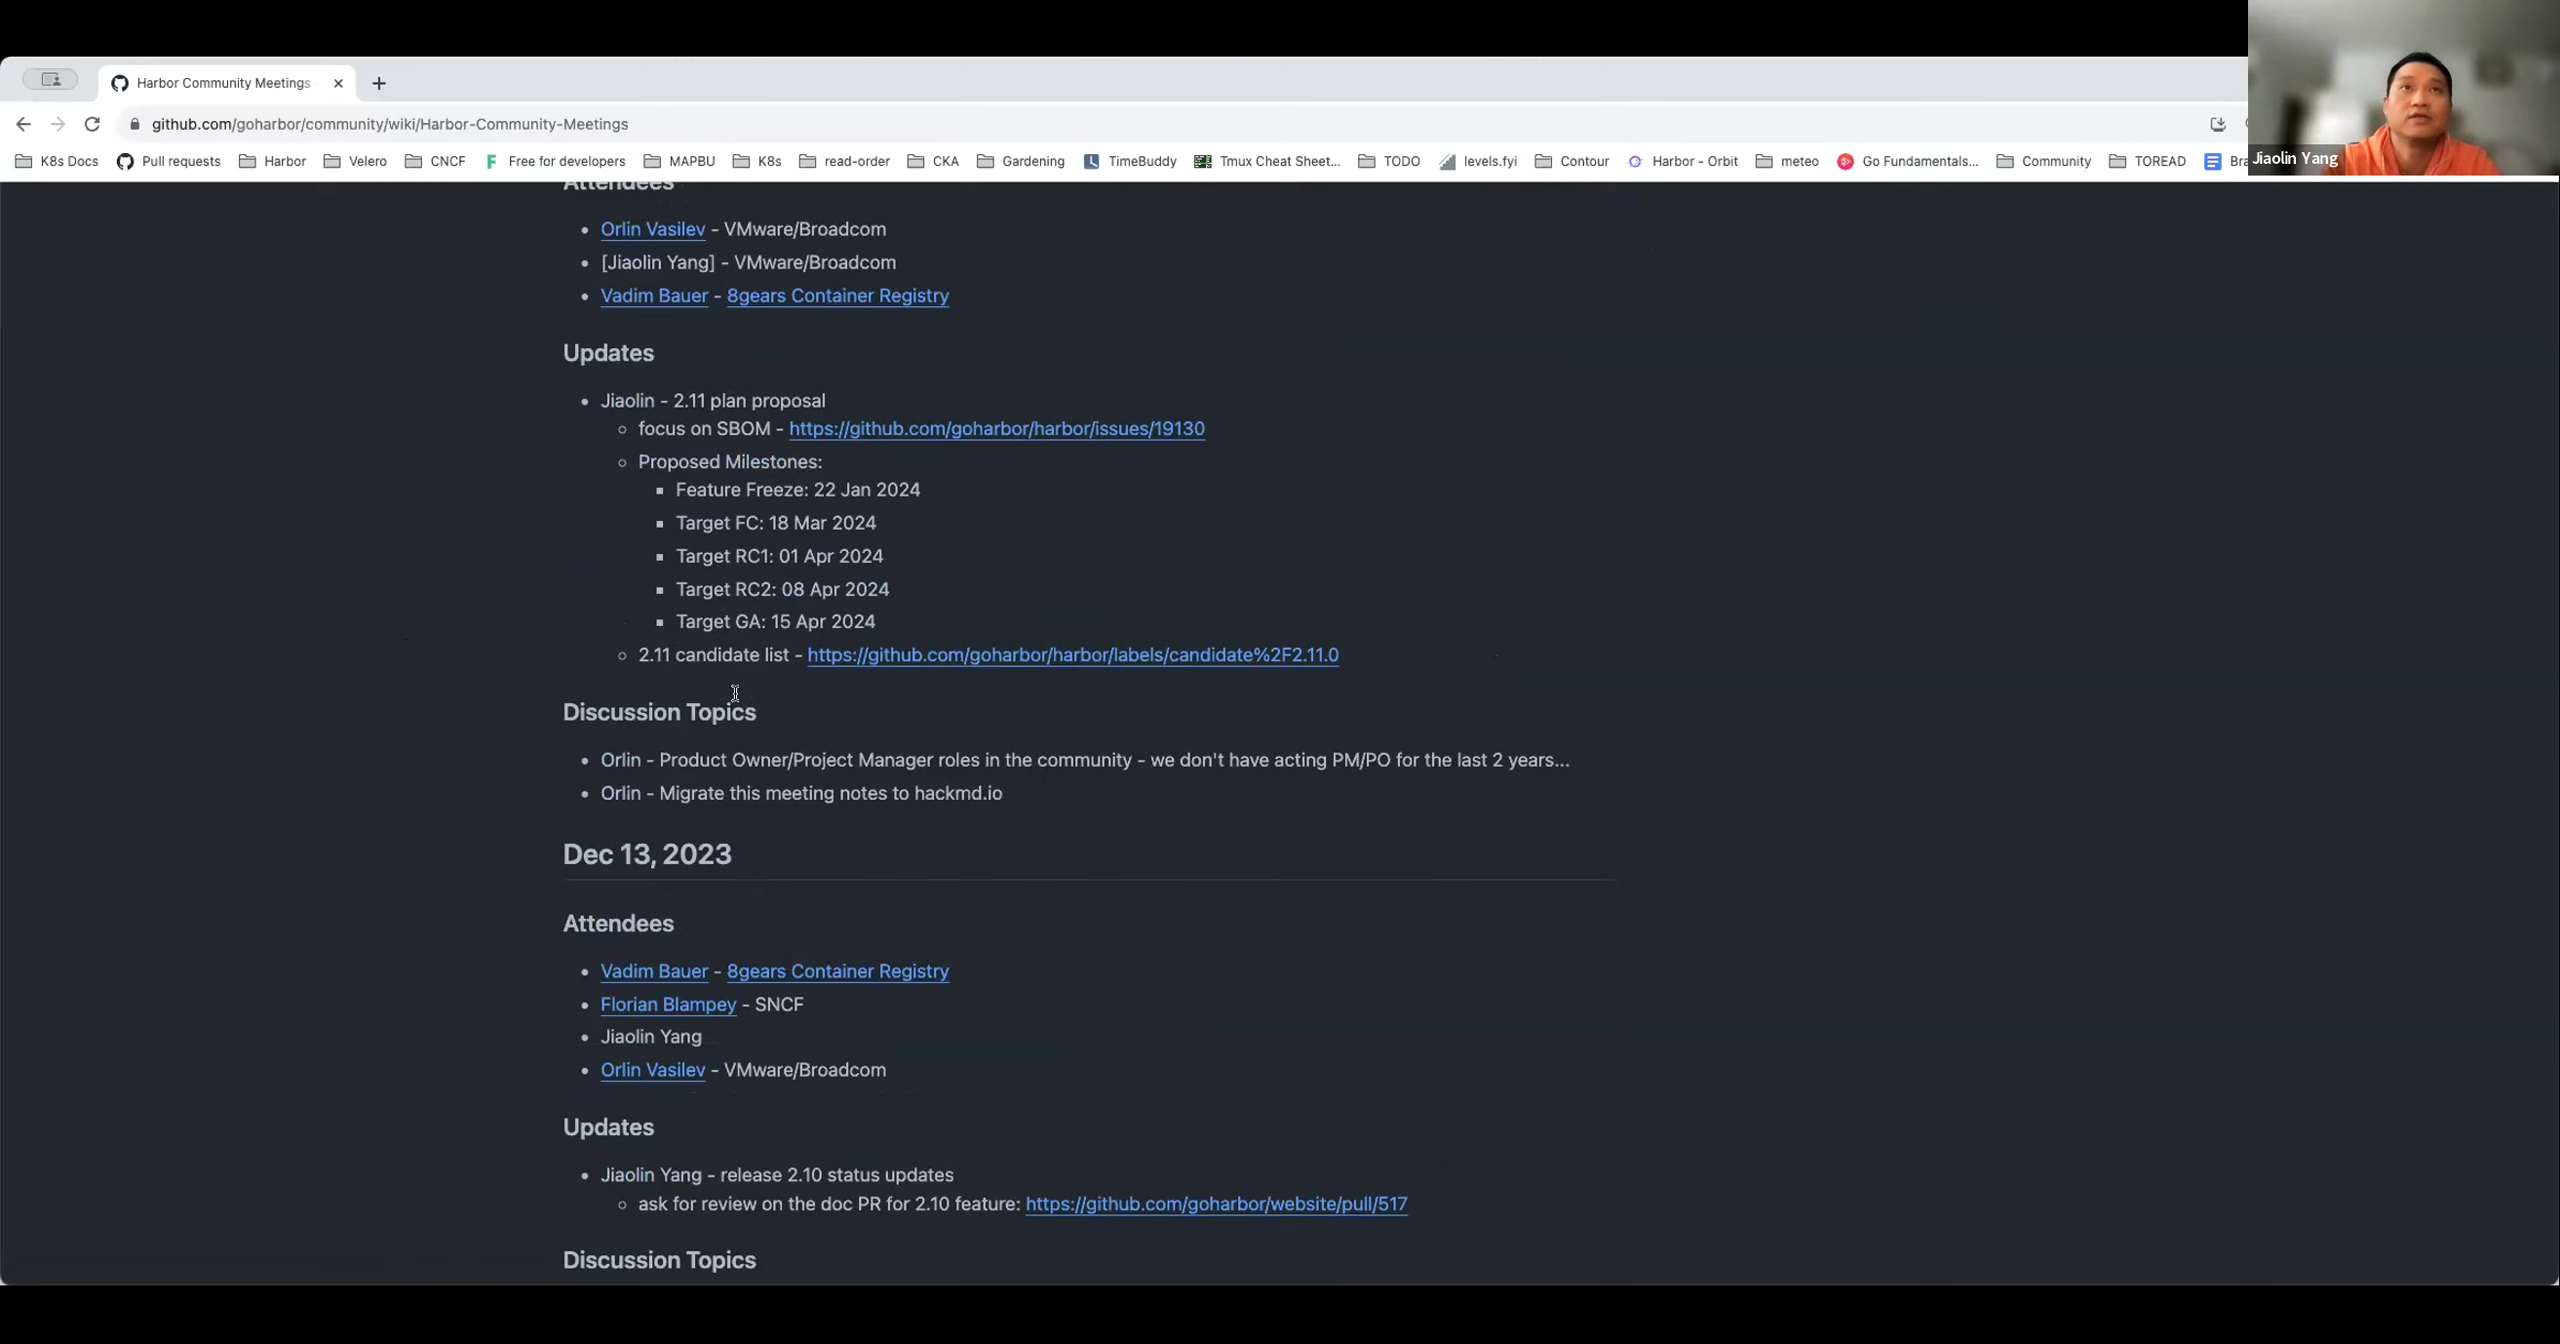 Harbor Community Meetings
github.com/goharbor/community/wiki/Harbor-Community-Meetings
K8s Docs Pull requests Harbor Velero CNCF Free for developers MAPBU K8s read-order CKA Gardening TimeBuddy Tmux Cheat Sheet... TODO levels.fyi Contour Harbor - Orbit meteo Go Fundamentals... Community TOREAD Bra
Jiaolin Yang
Attendees
Orlin Vasilev - VMware/Broadcom
[Jiaolin Yang] - VMware/Broadcom
Vadim Bauer - 8gears Container Registry
Updates
Jiaolin - 2.11 plan proposal
focus on SBOM - https://github.com/goharbor/harbor/issues/19130
Proposed Milestones:
Feature Freeze: 22 Jan 2024
Target FC: 18 Mar 2024
Target RC1: 01 Apr 2024
Target RC2: 08 Apr 2024
Target GA: 15 Apr 2024
2.11 candidate list - https://github.com/goharbor/harbor/labels/candidate%2F2.11.0
Discussion Topics
Orlin - Product Owner/Project Manager roles in the community - we don't have acting PM/PO for the last 2 years...
Orlin - Migrate this meeting notes to hackmd.io
Dec 13, 2023
Attendees
Vadim Bauer - 8gears Container Registry
Florian Blampey - SNCF
Jiaolin Yang
Orlin Vasilev - VMware/Broadcom
Updates
Jiaolin Yang - release 2.10 status updates
ask for review on the doc PR for 2.10 feature: https://github.com/goharbor/website/pull/517
Discussion Topics